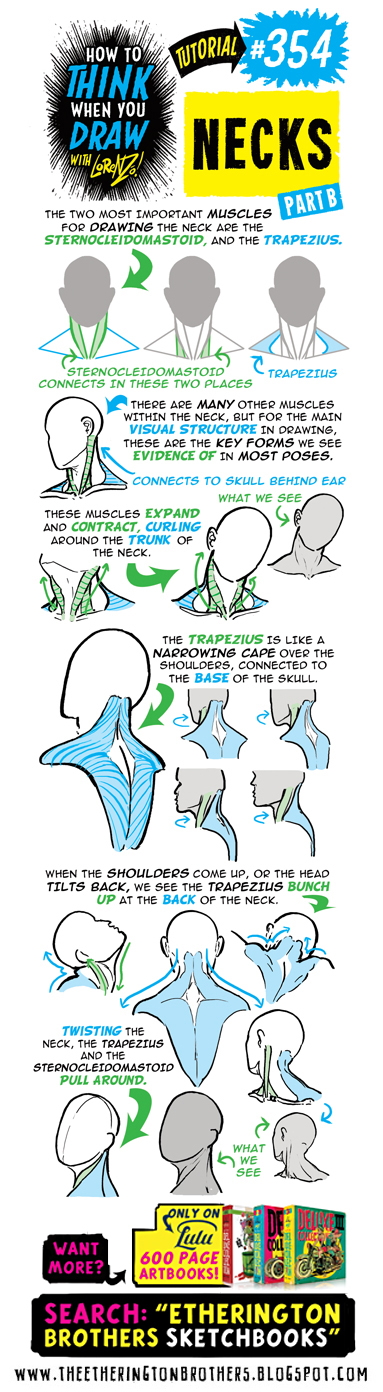 HOW TO
THINK
WHEN YOU
DRAW
WITH LORENZO!
TUTORIAL
#354
NECKS
PART B
THE TWO MOST IMPORTANT MUSCLES
FOR DRAWING THE NECK ARE THE
STERNOCLEIDOMASTOID, AND THE TRAPEZIUS.
STERNOCLEIDOMASTOID
CONNECTS IN THESE TWO PLACES
TRAPEZIUS
THERE ARE MANY OTHER MUSCLES
WITHIN THE NECK, BUT FOR THE MAIN
VISUAL STRUCTURE IN DRAWING,
THESE ARE THE KEY FORMS WE SEE
EVIDENCE OF IN MOST POSES.
CONNECTS TO SKULL BEHIND EAR
WHAT WE SEE
THESE MUSCLES EXPAND
AND CONTRACT, CURLING
AROUND THE TRUNK OF
THE NECK.
THE TRAPEZIUS IS LIKE A
NARROWING CAPE OVER THE
SHOULDERS, CONNECTED TO
THE BASE OF THE SKULL.
WHEN THE SHOULDERS COME UP, OR THE HEAD
TILTS BACK, WE SEE THE TRAPEZIUS BUNCH
UP AT THE BACK OF THE NECK.
TWISTING THE
NECK, THE TRAPEZIUS
AND THE
STERNOCLEIDOMASTOID
PULL AROUND.
WHAT
WE
SEE
WANT
MORE?
ONLY ON
Lulu
600 PAGE
ARTBOOKS!
DELUXE III
SEARCH: "ETHERINGTON
BROTHERS SKETCHBOOKS"
WWW.THEETHERINGTONBROTHERS.BLOGSPOT.COM